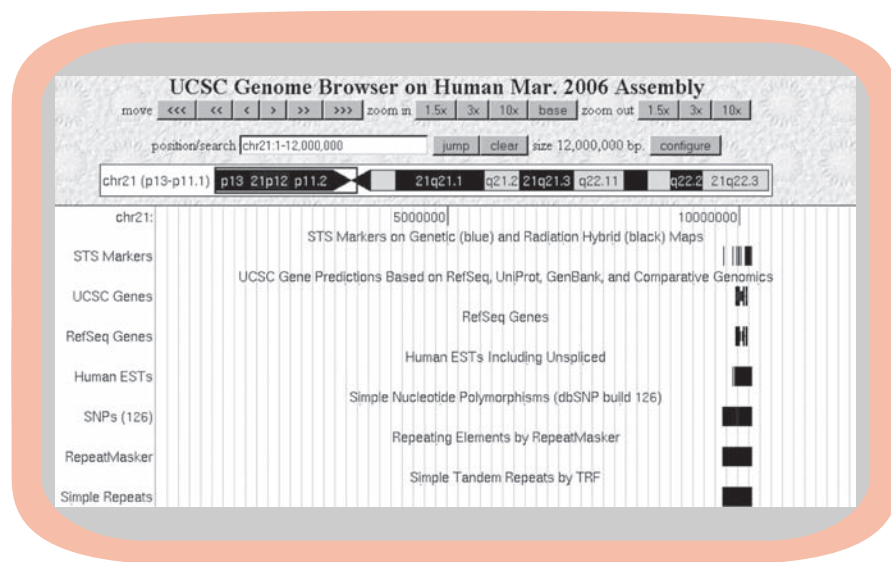 UCSC Genome Browser on Human Mar. 2006 Assembly
move <<< << < > >> >>> zoom in 1.5x 3x 10x base zoom out 1.5x 3x 10x
position/search chr21:1-12,000,000 jump clear size 12,000,000 bp. configure
chr21 (p13-p11.1) p13 21p12 p11.2 21q21.1 q21.2 21q21.3 q22.11 q22.2 21q22.3
chr21: 5000000 10000000
STS Markers on Genetic (blue) and Radiation Hybrid (black) Maps
STS Markers
UCSC Gene Predictions Based on RefSeq, UniProt, GenBank, and Comparative Genomics
UCSC Genes
RefSeq Genes
RefSeq Genes
Human ESTs Including Unspliced
Human ESTs
Simple Nucleotide Polymorphisms (dbSNP build 126)
SNPs (126)
Repeating Elements by RepeatMasker
RepeatMasker
Simple Tandem Repeats by TRF
Simple Repeats